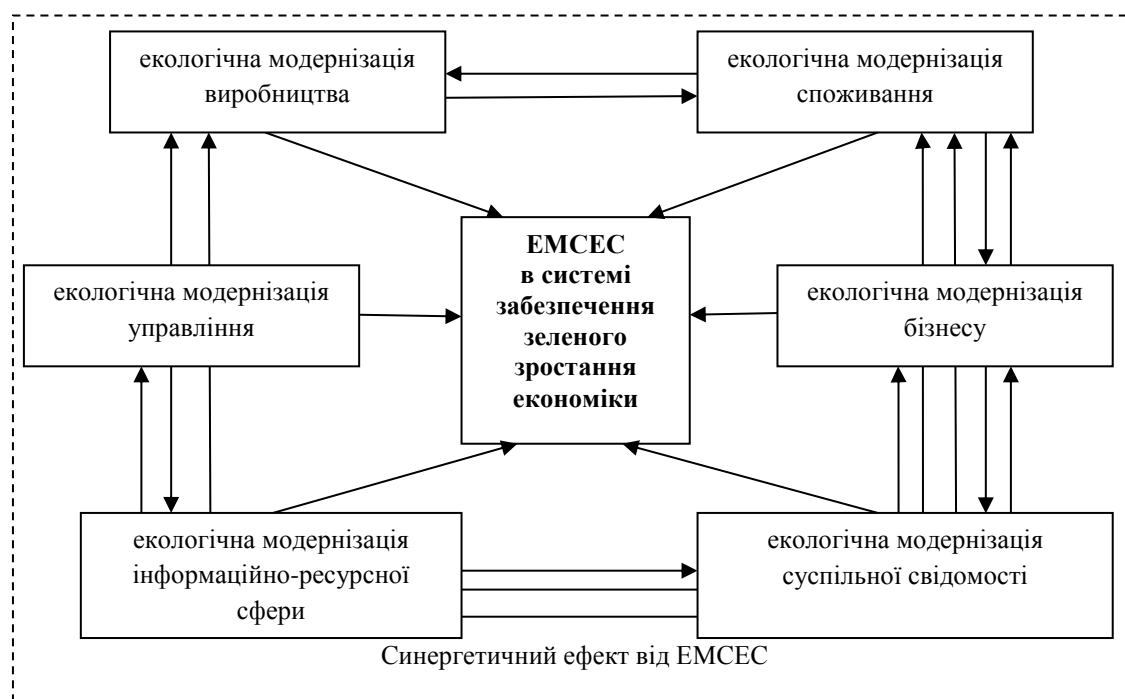 екологічна модернізація
виробництва
екологічна модернізація
споживання
ЕМСЕС
в системі
забезпечення
зеленого
зростання
економіки
екологічна модернізація
управління
екологічна модернізація
бізнесу
екологічна модернізація
інформаційно-ресурсної
сфери
екологічна модернізація
суспільної свідомості
Синергетичний ефект від ЕМСЕС